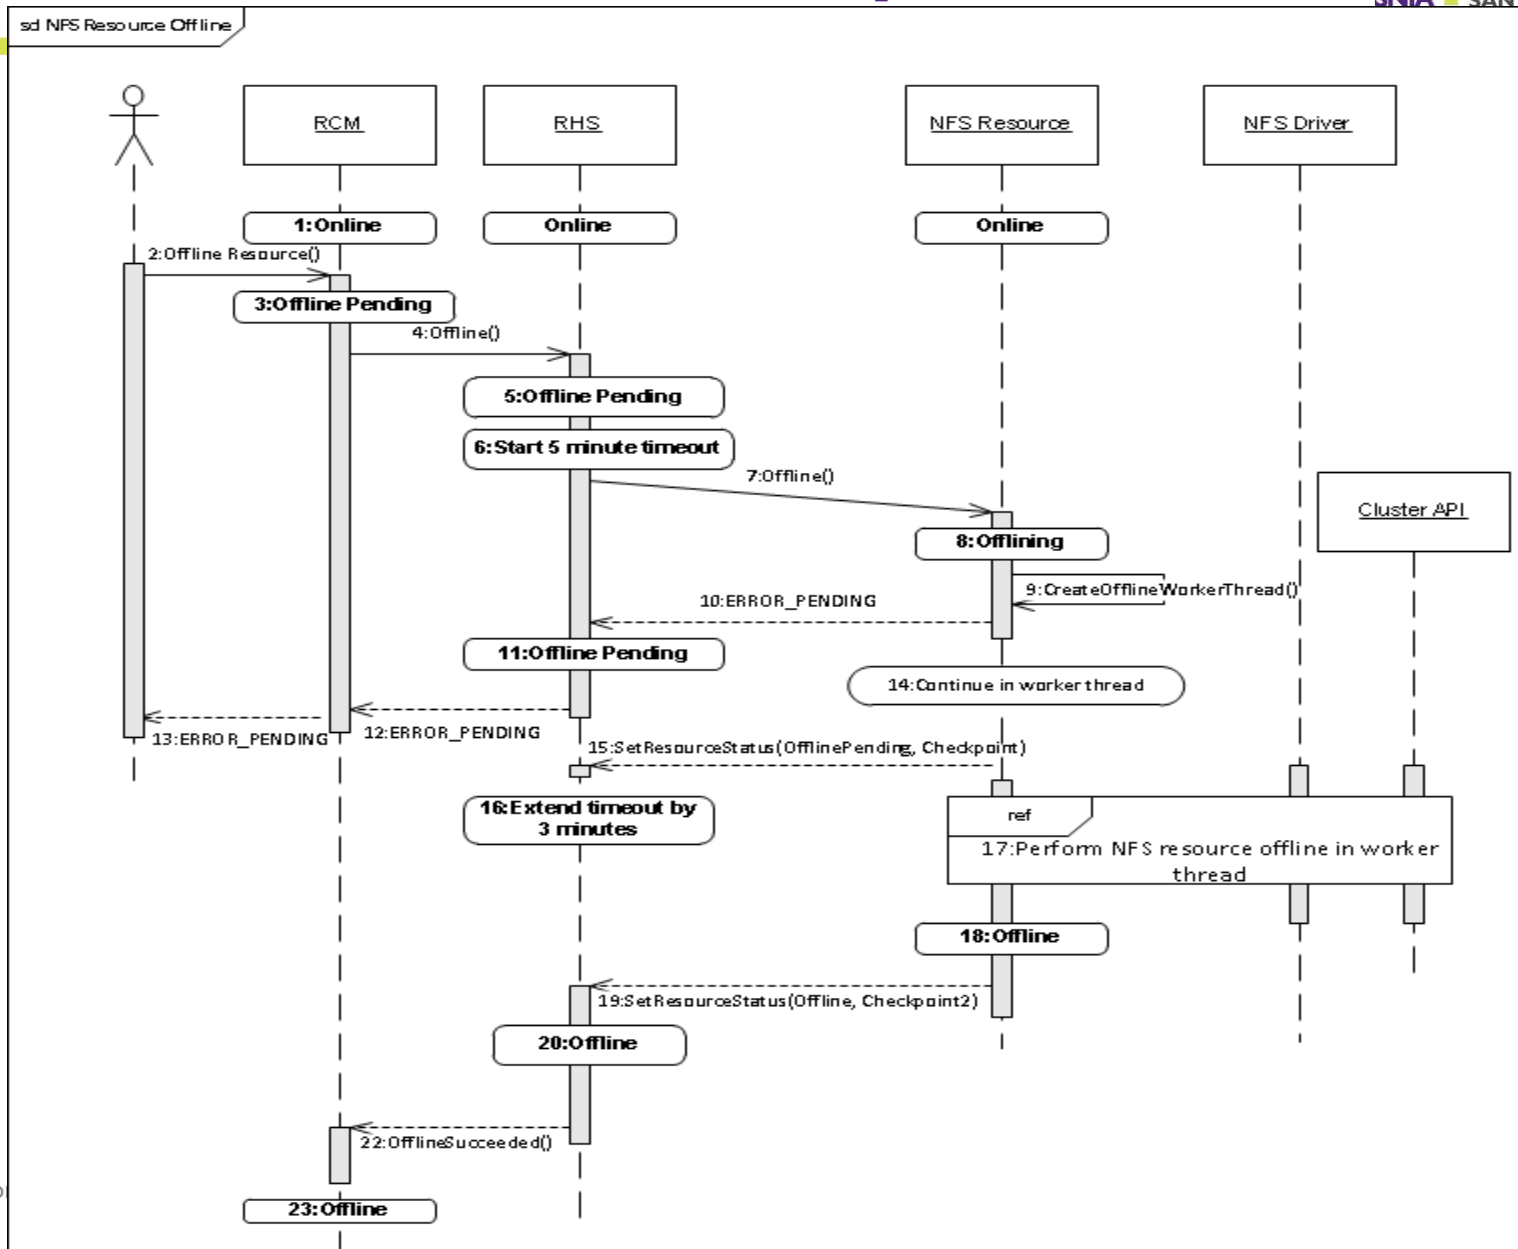 SNIA SAN
sd NFS Resource Offline
RCM
RHS
NFS Resource
NFS Driver
1:Online
Online
Online
2:Offline Resource()
3:Offline Pending
4:Offline()
5:Offline Pending
6:Start 5 minute timeout
7:Offline()
Cluster API
8:Offlining
9:CreateOfflineWorkerThread()
10:ERROR_PENDING
11:Offline Pending
14:Continue in worker thread
12:ERROR_PENDING
13:ERROR_PENDING
15:SetResourceStatus(OfflinePending, Checkpoint)
16:Extend timeout by
3 minutes
ref
17:Perform NFS resource offline in worker
thread
18:Offline
19:SetResourceStatus(Offline, Checkpoint2)
20:Offline
22:OfflineSucceeded()
23:Offline